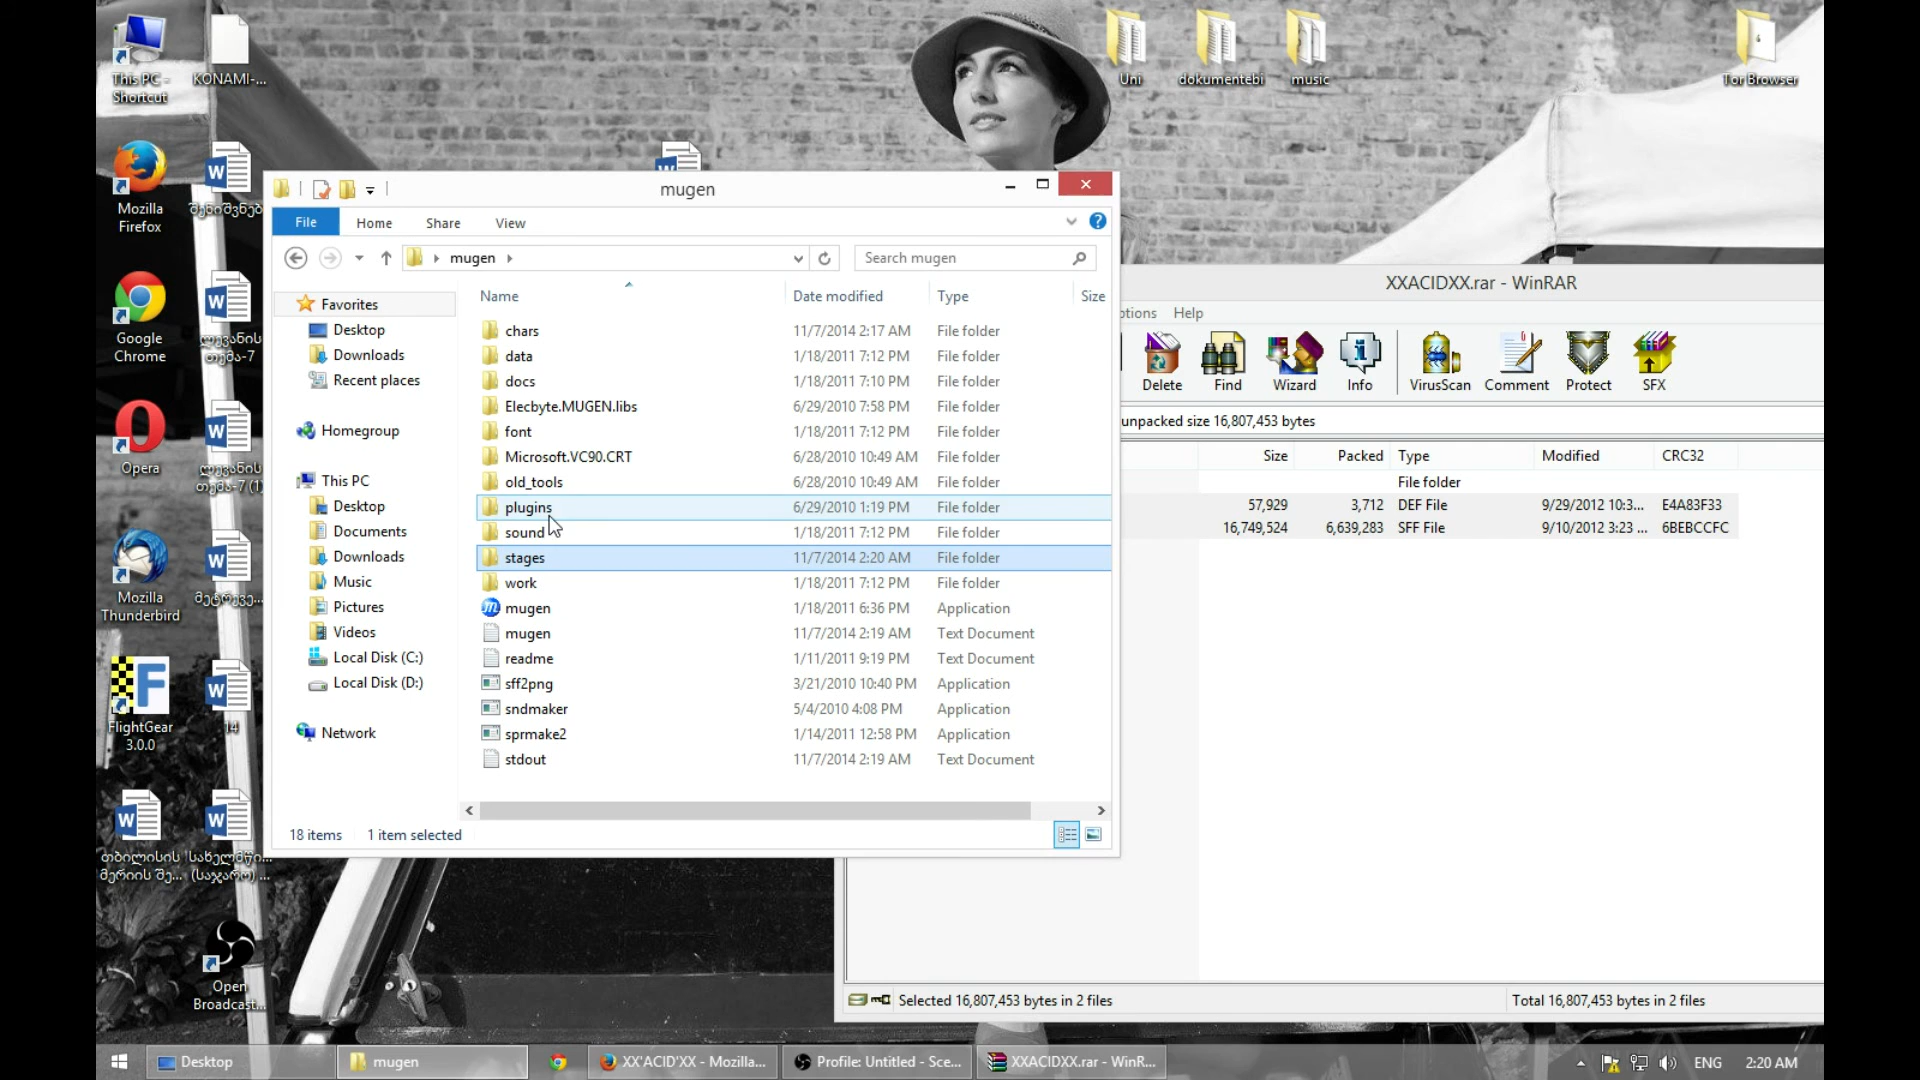 This PC -
Shortcut
KONAMI-...
Uni
dokumentebi
music
Tor Browser
Mozilla
Firefox
Google
Chrome
Opera
Mozilla
Thunderbird
FlightGear
3.0.0
14
Open
Broadcast...
mugen
File
Home
Share
View
mugen
Search mugen
Favorites
Desktop
Downloads
Recent places
Homegroup
This PC
Desktop
Documents
Downloads
Music
Pictures
Videos
Local Disk (C:)
Local Disk (D:)
Network
Name Date modified Type Size
chars 11/7/2014 2:17 AM File folder
data 1/18/2011 7:12 PM File folder
docs 1/18/2011 7:10 PM File folder
Elecbyte.MUGEN.libs 6/29/2010 7:58 PM File folder
font 1/18/2011 7:12 PM File folder
Microsoft.VC90.CRT 6/28/2010 10:49 AM File folder
old_tools 6/28/2010 10:49 AM File folder
plugins 6/29/2010 1:19 PM File folder
sound 1/18/2011 7:12 PM File folder
stages 11/7/2014 2:20 AM File folder
work 1/18/2011 7:12 PM File folder
mugen 1/18/2011 6:36 PM Application
mugen 11/7/2014 2:19 AM Text Document
readme 1/11/2011 9:19 PM Text Document
sff2png 3/21/2010 10:40 PM Application
sndmaker 5/4/2010 4:08 PM Application
sprmake2 1/14/2011 12:58 PM Application
stdout 11/7/2014 2:19 AM Text Document
18 items 1 item selected
XXACIDXX.rar - WinRAR
ptions Help
Delete Find Wizard Info VirusScan Comment Protect SFX
unpacked size 16,807,453 bytes
Size Packed Type Modified CRC32
File folder
57,929 3,712 DEF File 9/29/2012 10:3... E4A83F33
16,749,524 6,639,283 SFF File 9/10/2012 3:23 ... 6BEBCCFC
Selected 16,807,453 bytes in 2 files
Total 16,807,453 bytes in 2 files
Desktop
mugen
XX'ACID'XX - Mozilla...
Profile: Untitled - Sce...
XXACIDXX.rar - WinR...
ENG
2:20 AM